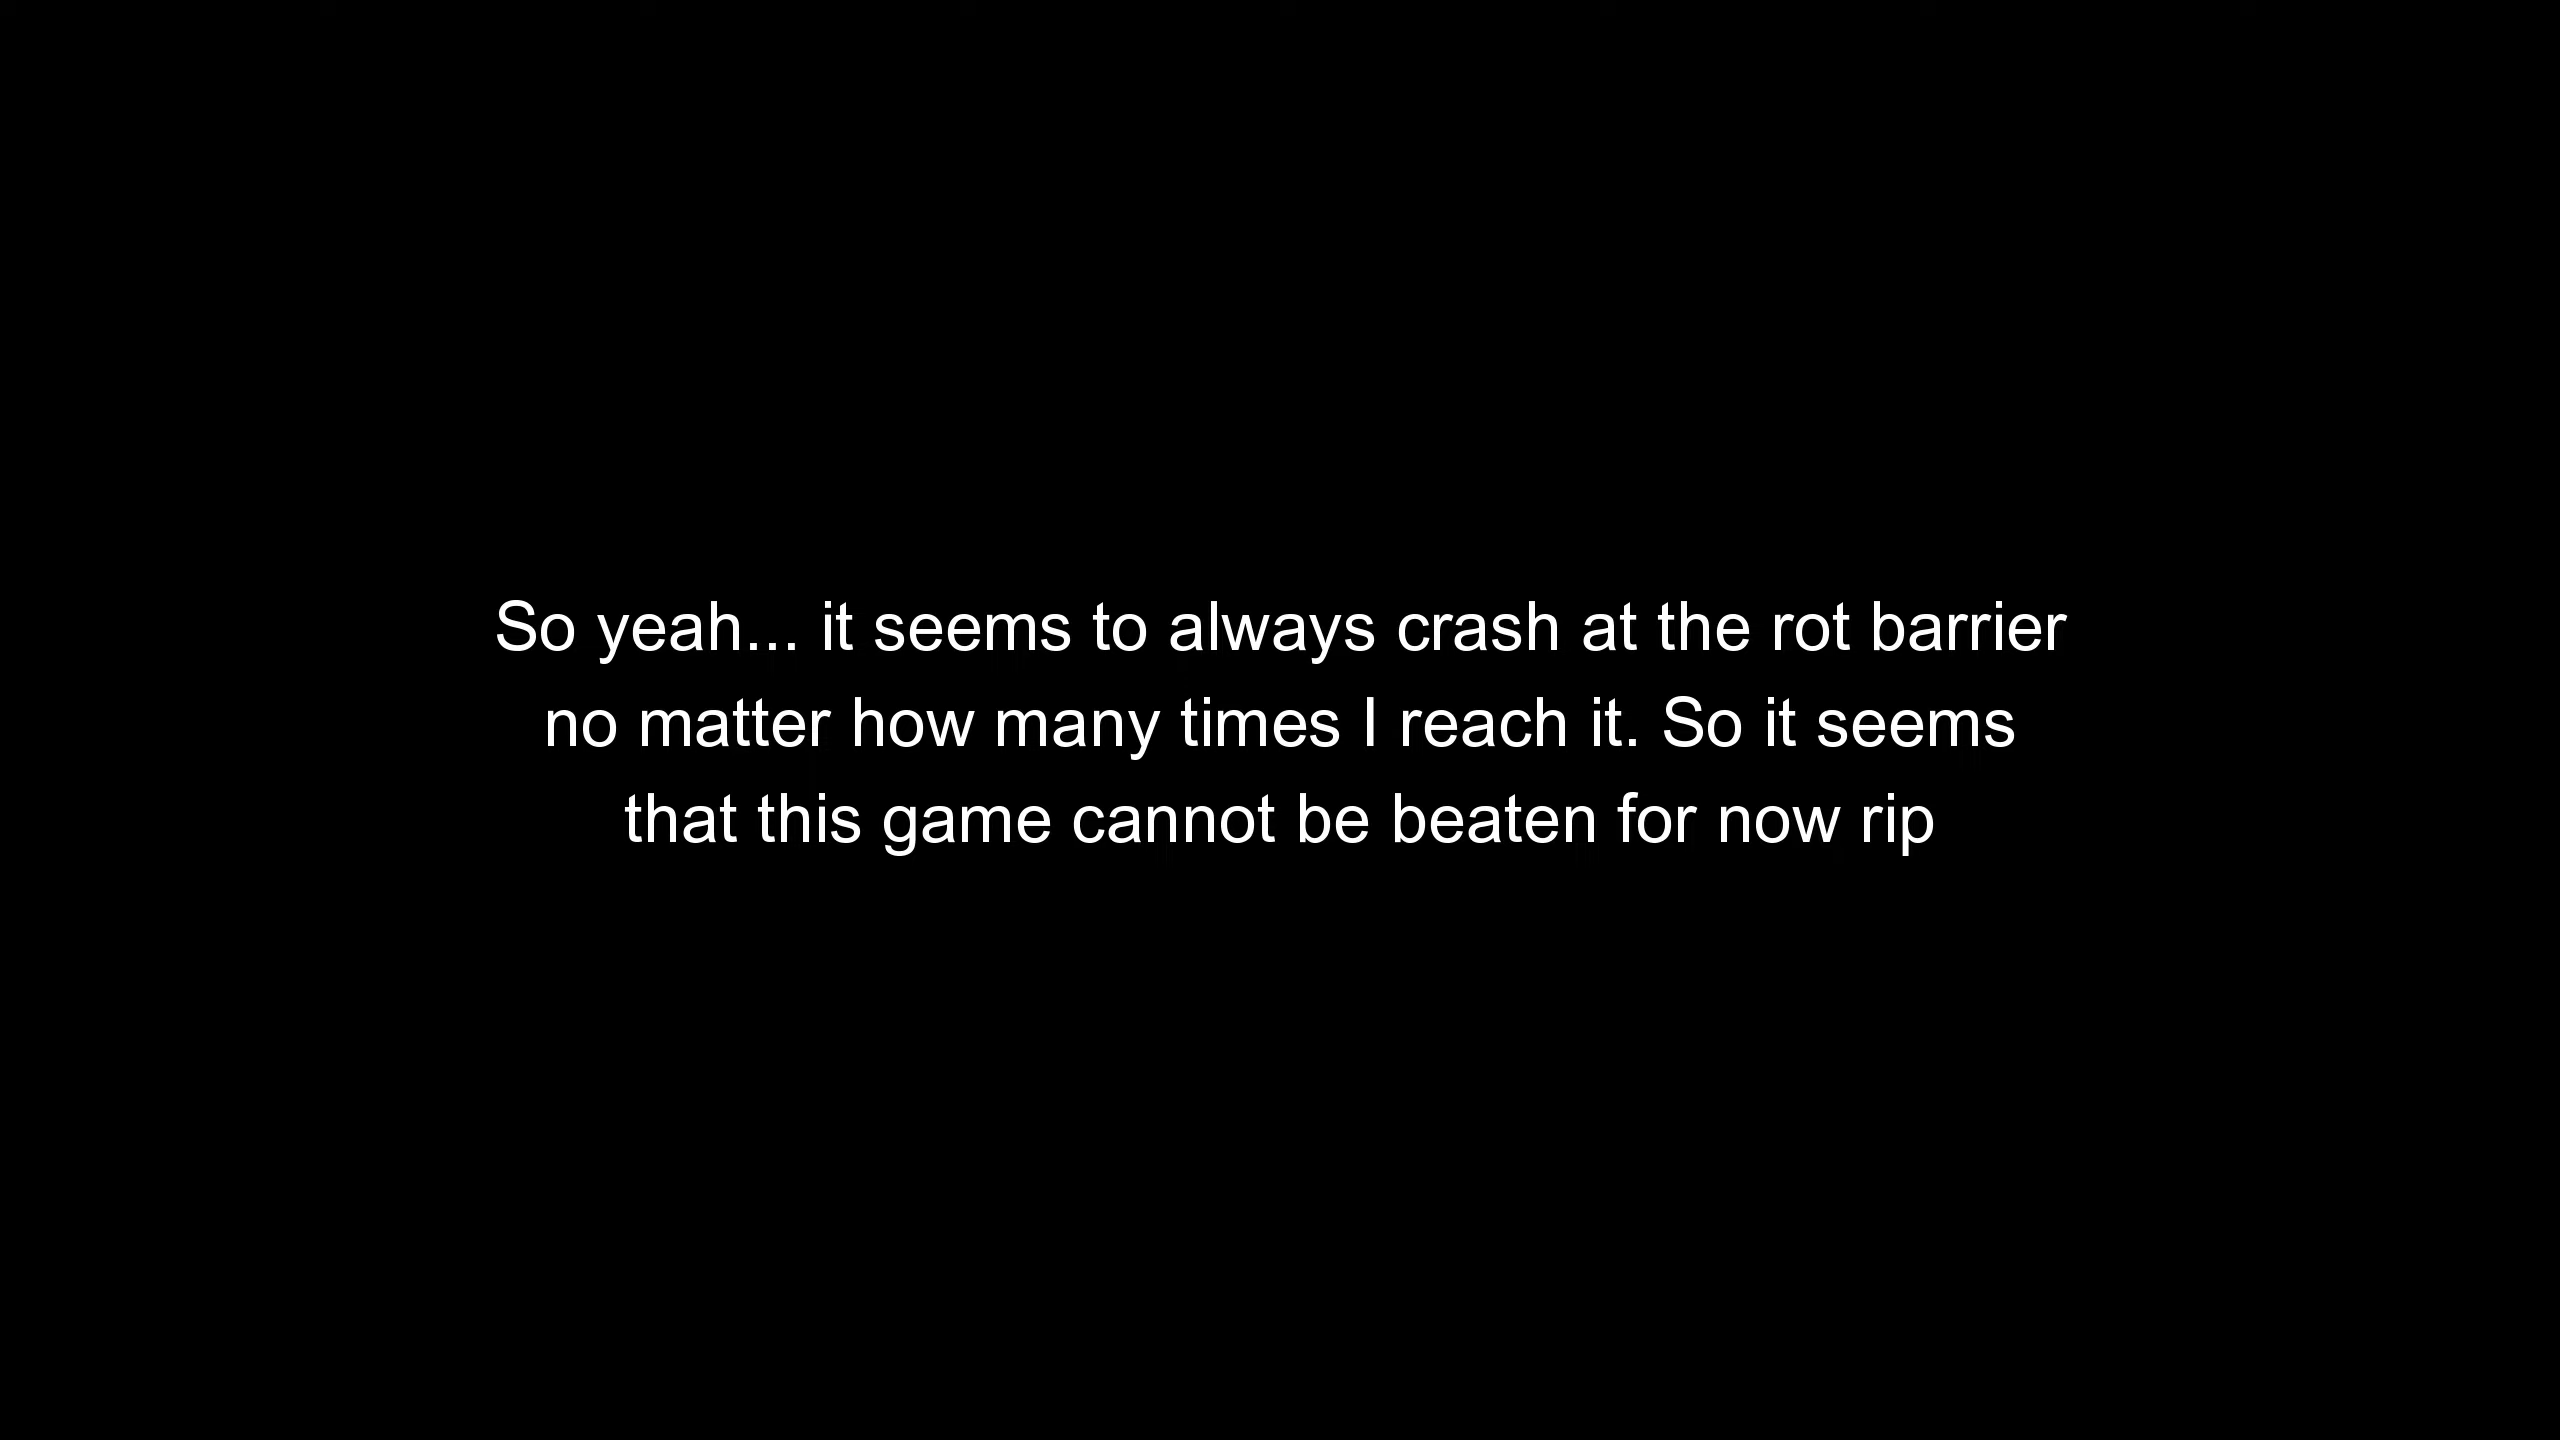 So yeah... it seems to always crash at the rot barrier
no matter how many times I reach it. So it seems
that this game cannot be beaten for now rip